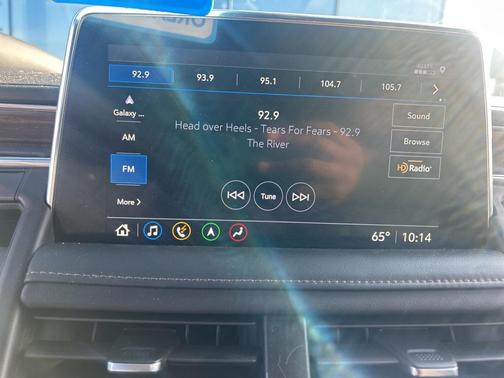 92.9 93.9 95.1 104.7 105.7
92.9
Head over Heels - Tears For Fears - 92.9
The River
Galaxy ...
AM
FM
More >
Sound
Browse
HD Radio
Tune
65° 10:14